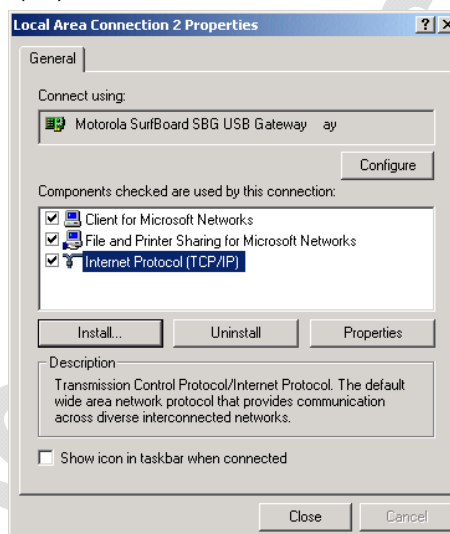 Local Area Connection 2 Properties
General
Connect using:
Motorola SurfBoard SBG USB Gateway ay
Configure
Components checked are used by this connection:
Client for Microsoft Networks
File and Printer Sharing for Microsoft Networks
Internet Protocol (TCP/IP)
Install... Uninstall Properties
Description
Transmission Control Protocol/Internet Protocol. The default
wide area network protocol that provides communication
across diverse interconnected networks.
Show icon in taskbar when connected
Close Cancel